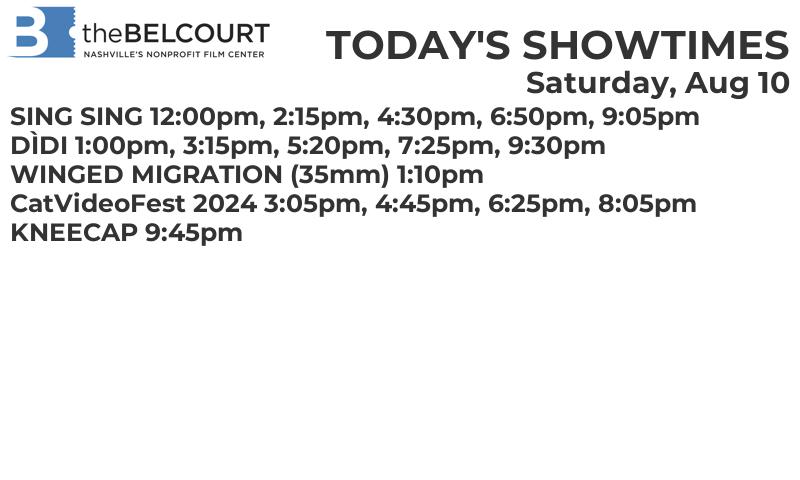 B theBELCOURT
NASHVILLE'S NONPROFIT FILM CENTER
TODAY'S SHOWTIMES
Saturday, Aug 10
SING SING 12:00pm, 2:15pm, 4:30pm, 6:50pm, 9:05pm
DÌDI 1:00pm, 3:15pm, 5:20pm, 7:25pm, 9:30pm
WINGED MIGRATION (35mm) 1:10pm
CatVideoFest 2024 3:05pm, 4:45pm, 6:25pm, 8:05pm
KNEECAP 9:45pm